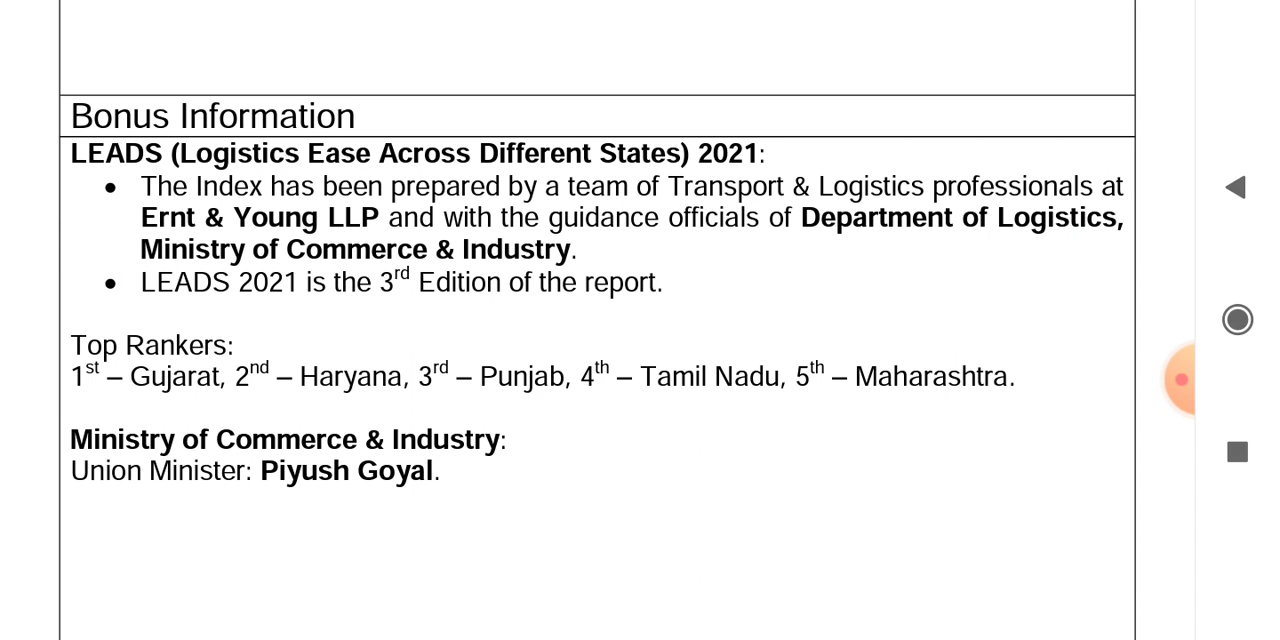 Bonus Information
LEADS (Logistics Ease Across Different States) 2021:
• The Index has been prepared by a team of Transport & Logistics professionals at
Ernt & Young LLP and with the guidance officials of Department of Logistics,
Ministry of Commerce & Industry.
• LEADS 2021 is the 3rd Edition of the report.
Top Rankers:
1st – Gujarat, 2nd – Haryana, 3rd – Punjab, 4th – Tamil Nadu, 5th – Maharashtra.
Ministry of Commerce & Industry:
Union Minister: Piyush Goyal.